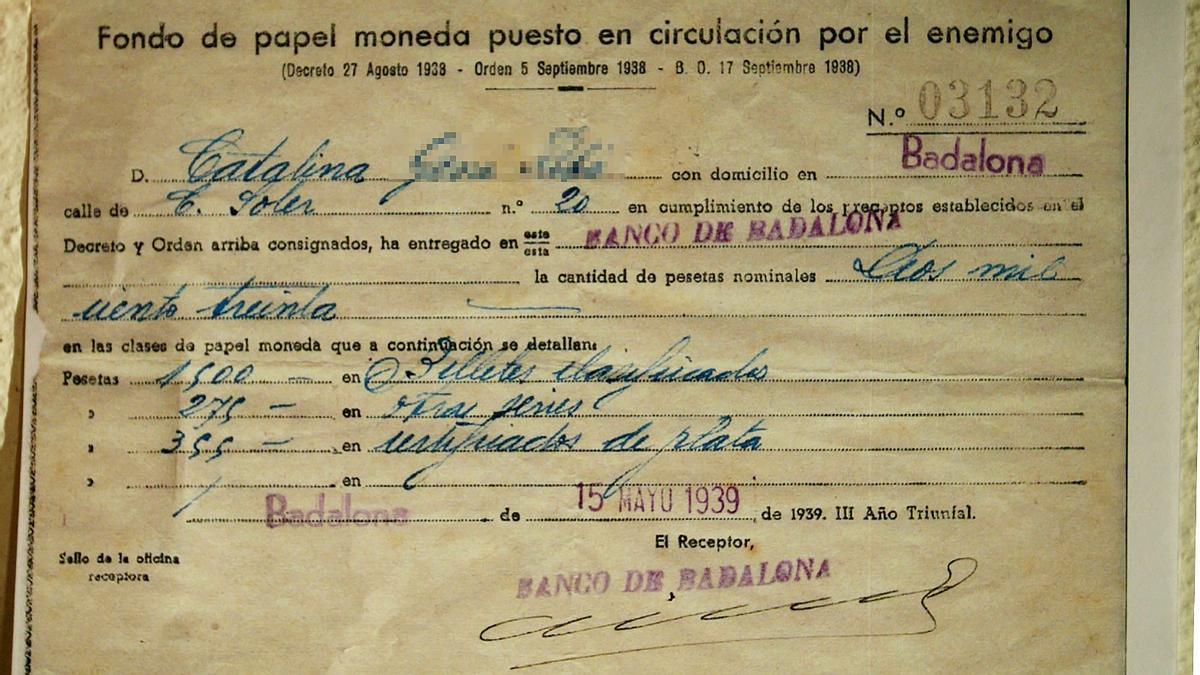 Fondo de papel moneda puesto en circulación por el enemigo
(Decreto 27 Agosto 1938 - Orden 5 Septiembre 1938 - B. O. 17 Septiembre 1938)
N.º 03132
D. Catalina con domicilio en Badalona
calle de E. Soler n.º 20 en cumplimiento de los preceptos establecidos en el
Decreto y Orden arriba consignados, ha entregado en este/esta BANCO DE BADALONA
la cantidad de pesetas nominales Dos mil
ciento treinta
en las clases de papel moneda que a continuación se detallan:
Pesetas 1500 — en Billetes clasificados
» 275 — en otras series
» 355 — en certificados de plata
» en
Badalona de 15 MAYO 1939 de 1939. III Año Triunfal.
Sello de la oficina
receptora
El Receptor,
BANCO DE BADALONA